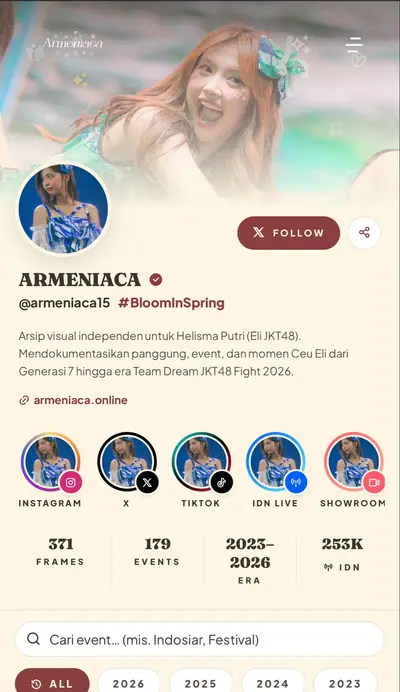 Armoniaca
FOLLOW
ARMENIACA
@armeniaca15 #BloomInSpring
Arsip visual independen untuk Helisma Putri (Eli JKT48).
Mendokumentasikan panggung, event, dan momen Ceu Eli dari
Generasi 7 hingga era Team Dream JKT48 Fight 2026.
armeniaca.online
INSTAGRAM X TIKTOK IDN LIVE SHOWROOM
371 179 2023–2026 253K
FRAMES EVENTS ERA IDN
Cari event... (mis. Indosiar, Festival)
ALL 2026 2025 2024 2023